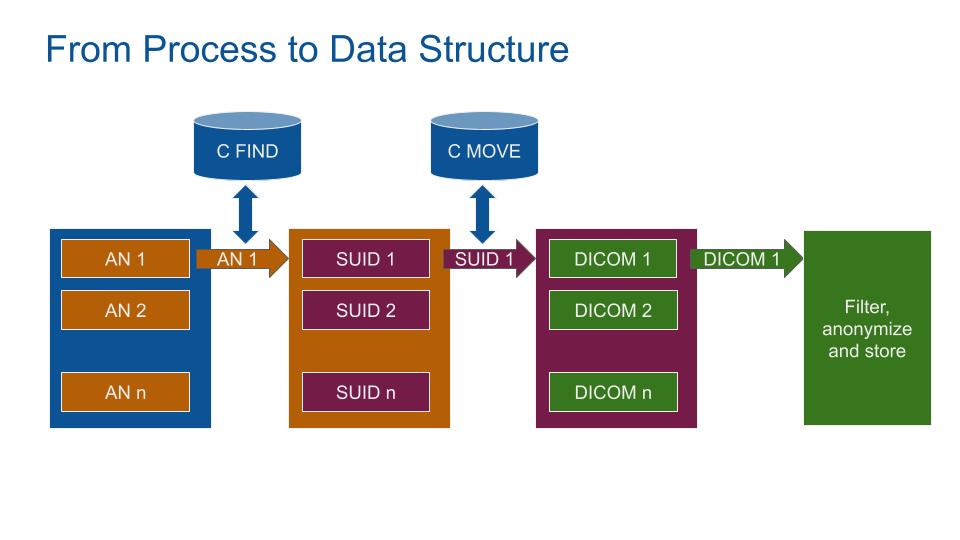 From Process to Data Structure
C FIND
C MOVE
AN 1
AN 2
AN n
AN 1
SUID 1
SUID 2
SUID n
SUID 1
DICOM 1
DICOM 2
DICOM n
DICOM 1
Filter,
anonymize
and store